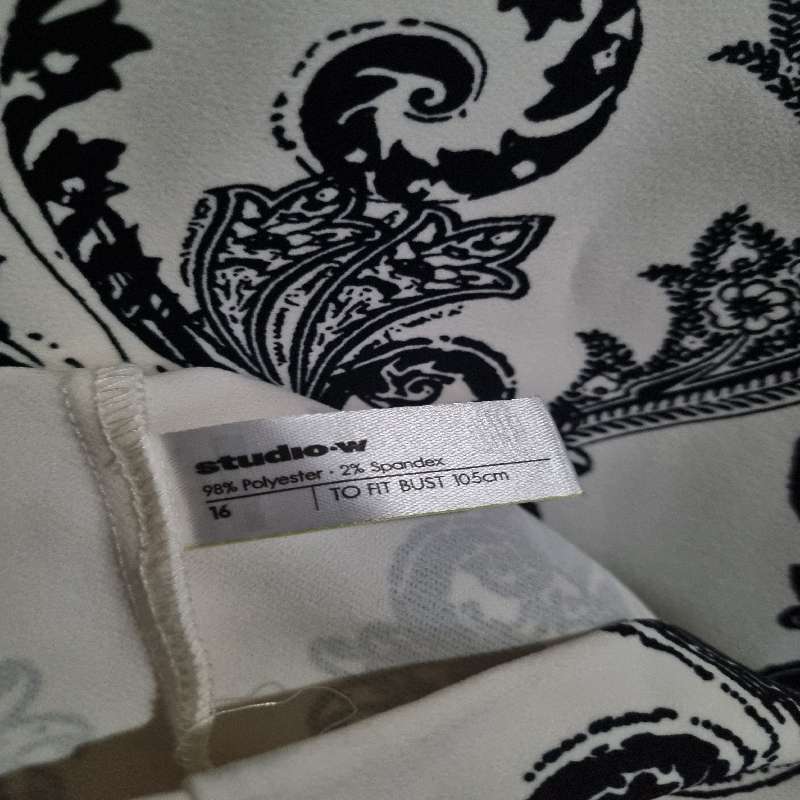 studio·w
98% Polyester · 2% Spandex
16 TO FIT BUST 105cm